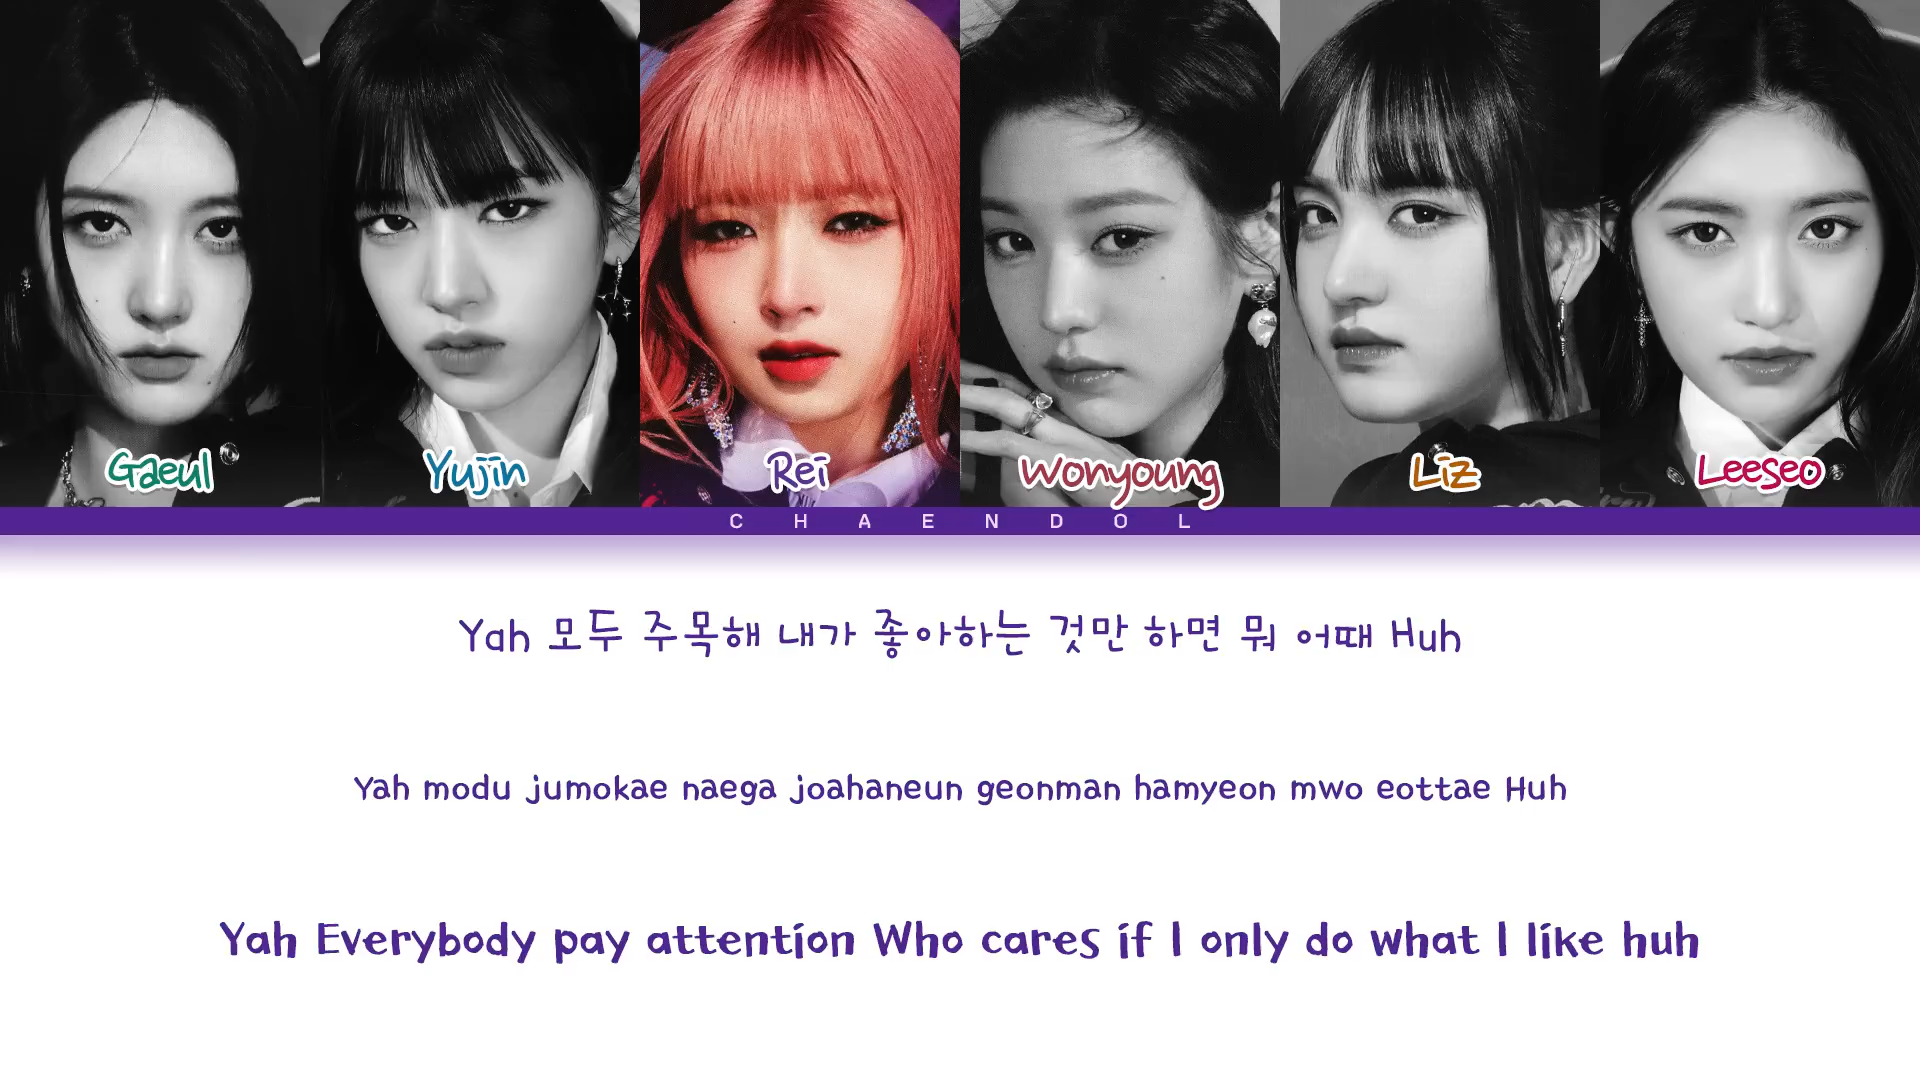 Gaeul Yujin Rei Wonyoung Liz Leeseo
CHAENDOL
Yah 모두 주목해 내가 좋아하는 것만 하면 뭐 어때 Huh
Yah modu jumokae naega joahaneun geonman hamyeon mwo eottae Huh
Yah Everybody pay attention Who cares if I only do what I like huh